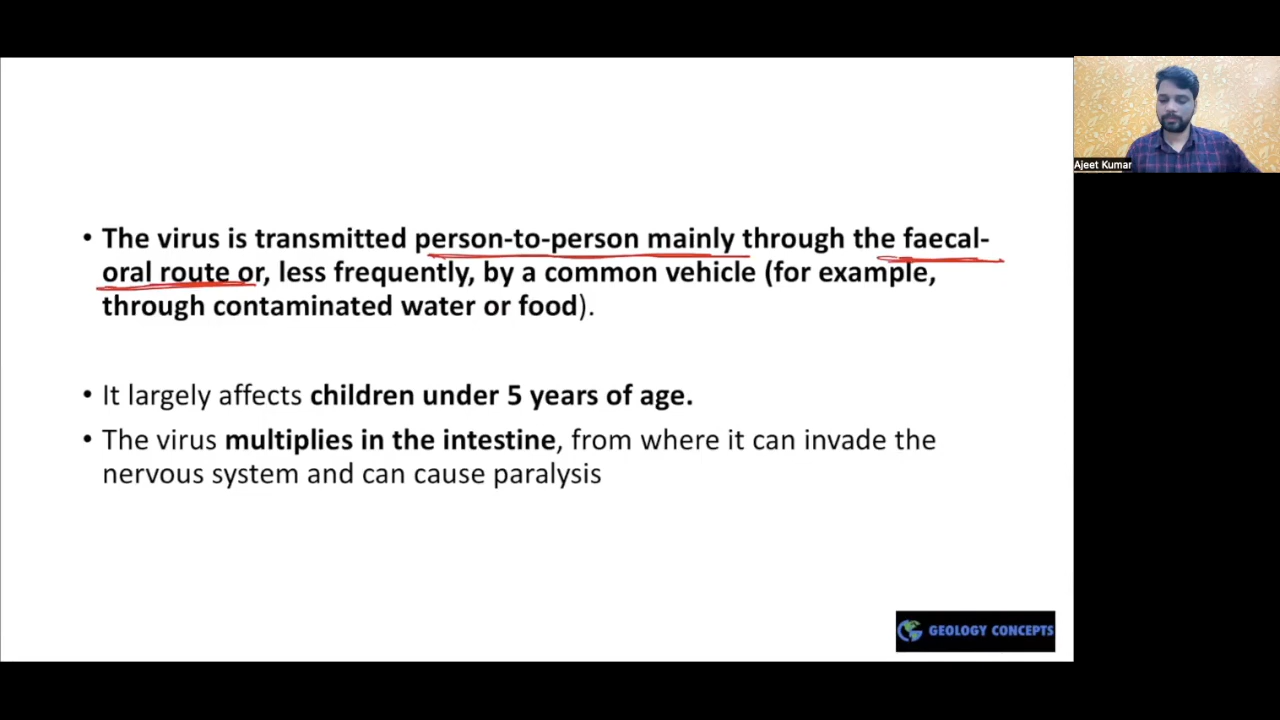 • The virus is transmitted person-to-person mainly through the faecal-
oral route or, less frequently, by a common vehicle (for example,
through contaminated water or food).
• It largely affects children under 5 years of age.
• The virus multiplies in the intestine, from where it can invade the
nervous system and can cause paralysis
GEOLOGY CONCEPTS
Ajeet Kumar